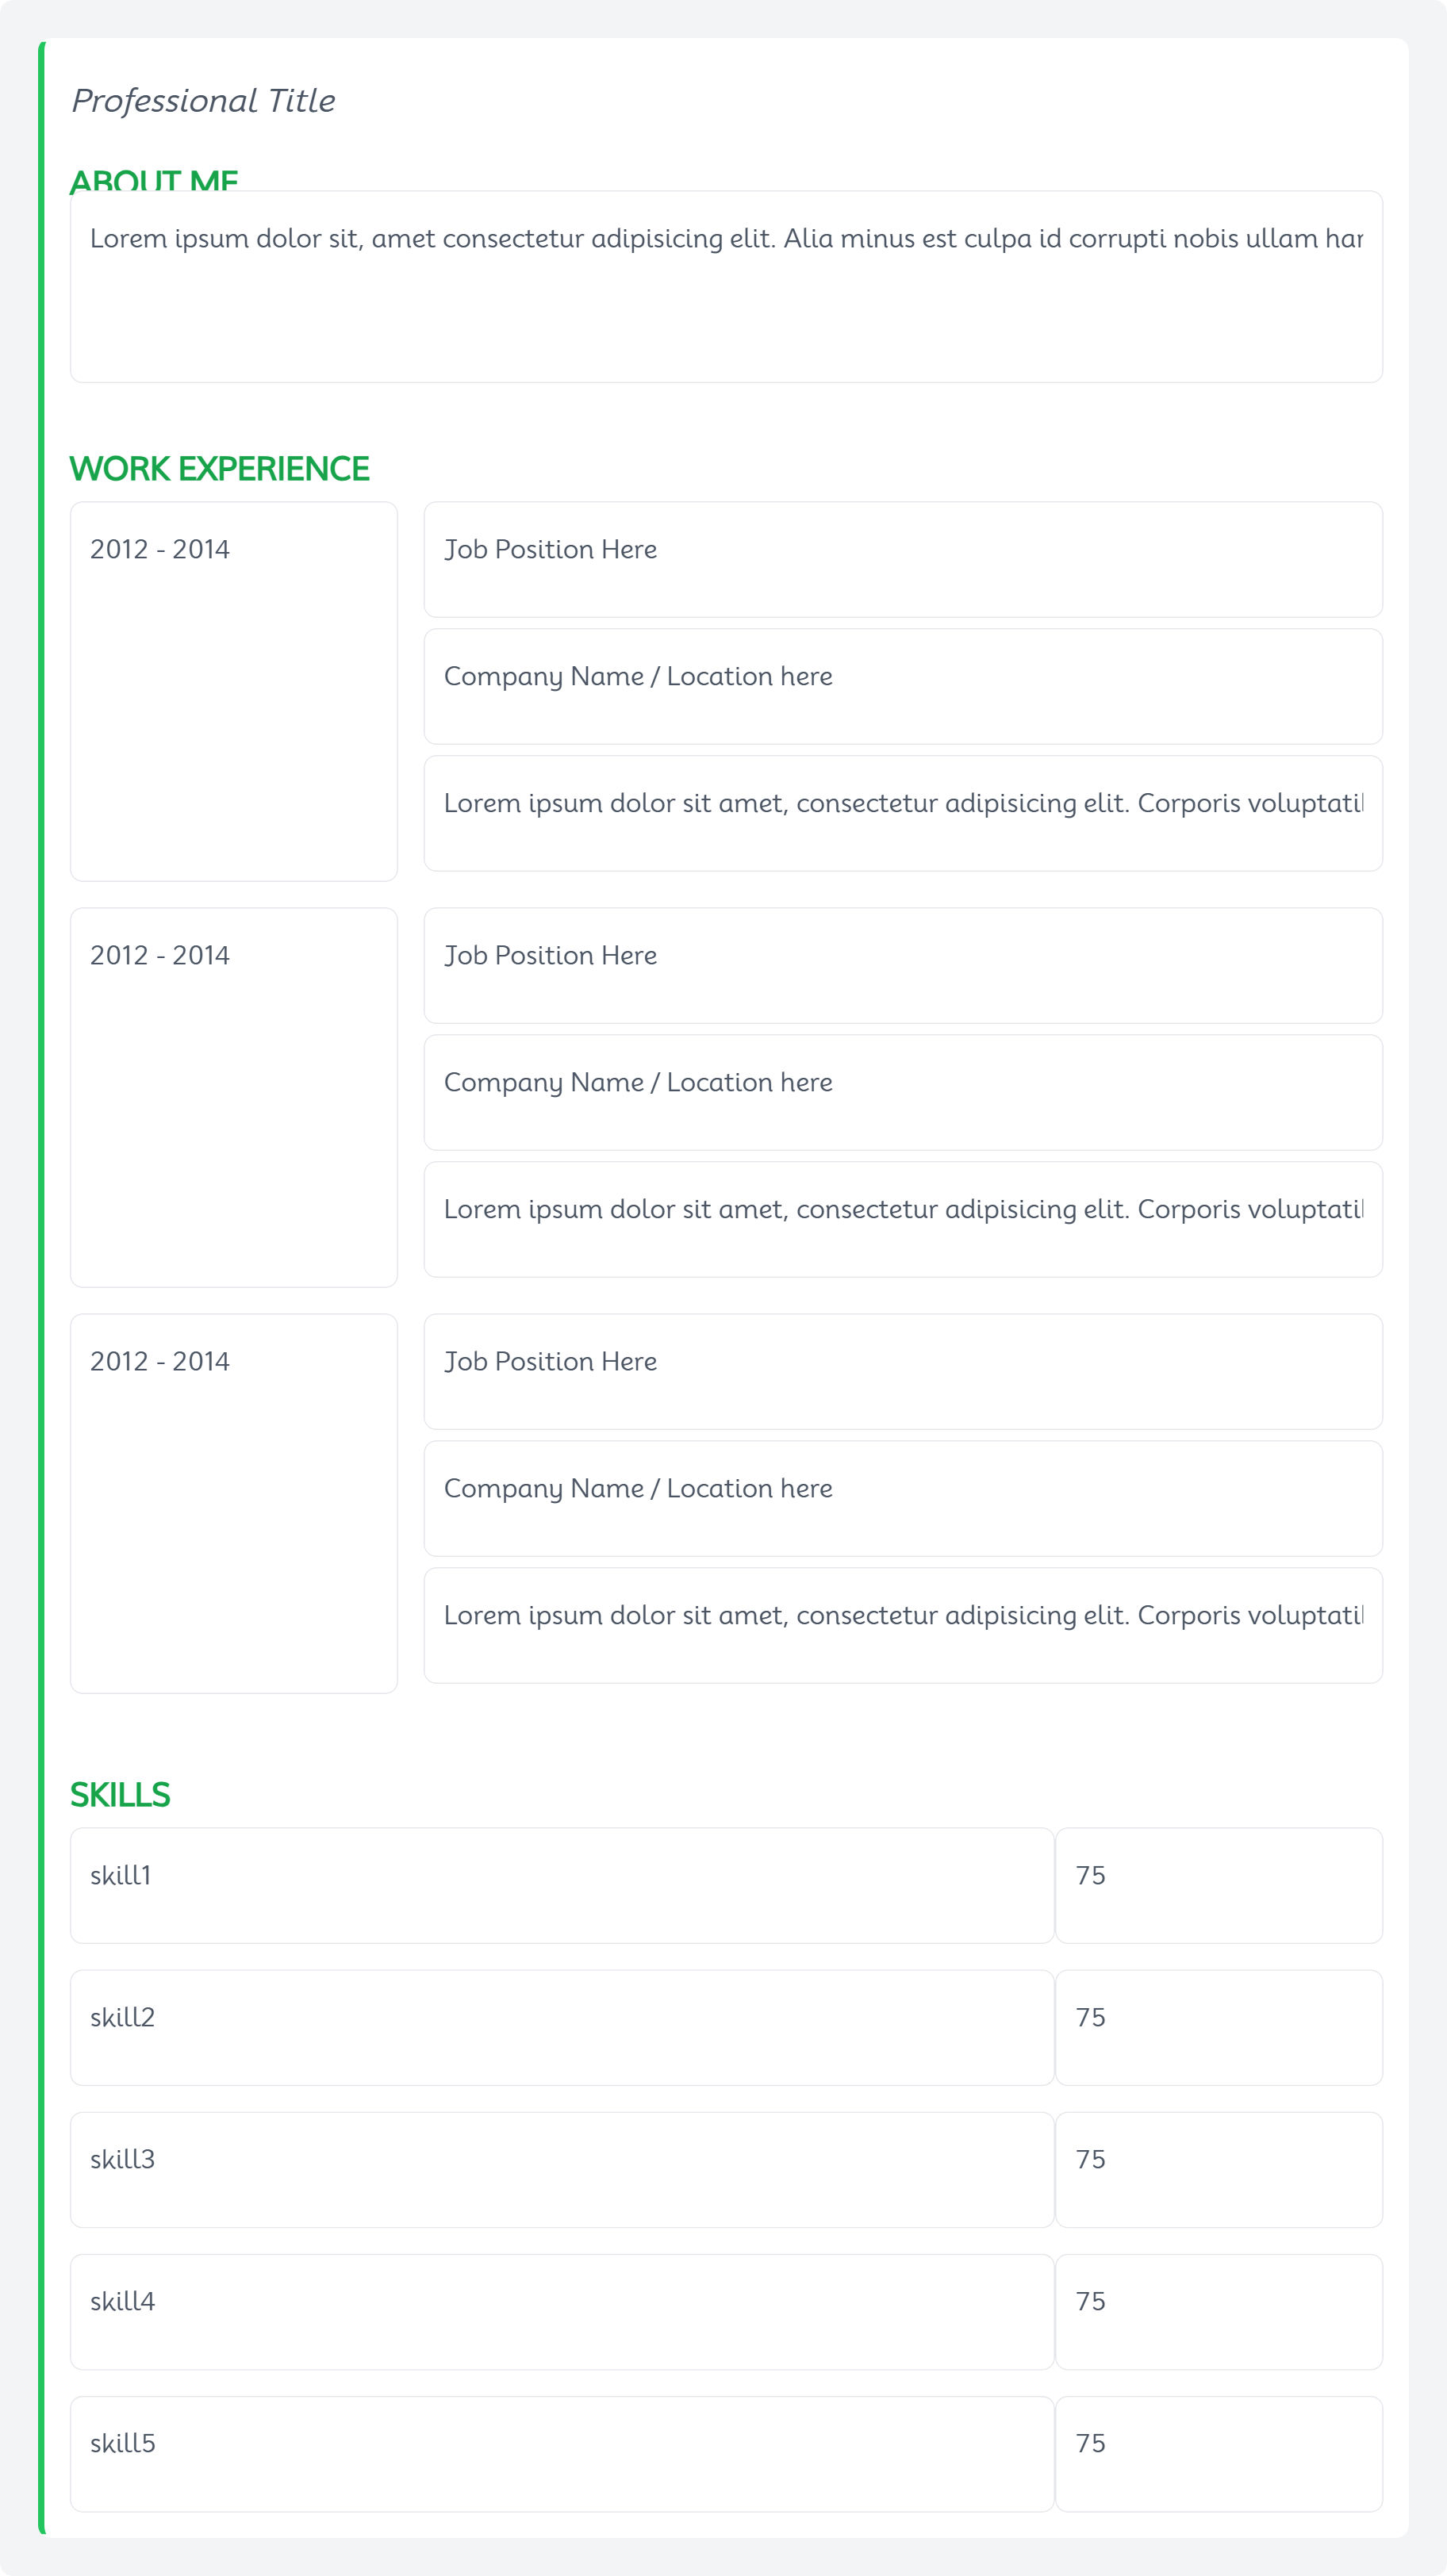 Professional Title
ABOUT ME
Lorem ipsum dolor sit, amet consectetur adipisicing elit. Alia minus est culpa id corrupti nobis ullam har
WORK EXPERIENCE
2012 - 2014
Job Position Here
Company Name / Location here
Lorem ipsum dolor sit amet, consectetur adipisicing elit. Corporis
2012 - 2014
Job Position Here
Company Name / Location here
Lorem ipsum dolor sit amet, consectetur adipisicing elit. Corporis
2012 - 2014
Job Position Here
Company Name / Location here
Lorem ipsum dolor sit amet, consectetur adipisicing elit. Corporis
SKILLS
skill1 75
skill2 75
skill3 75
skill4 75
skill5 75